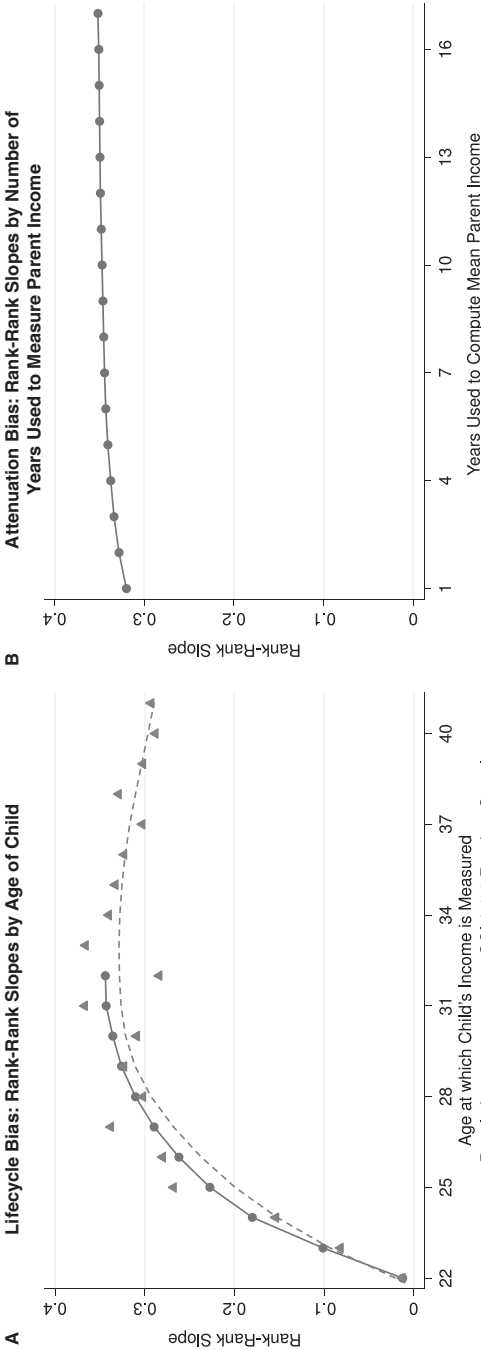 A
Lifecycle Bias: Rank-Rank Slopes by Age of Child
Rank-Rank Slope
0.4
0.3
0.2
0.1
0
22
25
28
31
34
37
40
Age at which Child's Income is Measured
B
Attenuation Bias: Rank-Rank Slopes by Number of
Years Used to Measure Parent Income
Rank-Rank Slope
0.4
0.3
0.2
0.1
0
1
4
7
10
13
16
Years Used to Compute Mean Parent Income